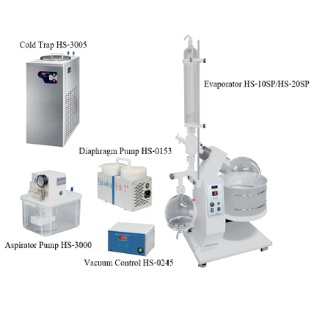 Cold Trap HS-3005
Evaporator HS-10SP/HS-20SP
Diaphragm Pump HS-0153
Aspirator Pump HS-3000
Vacuum Control HS-0245